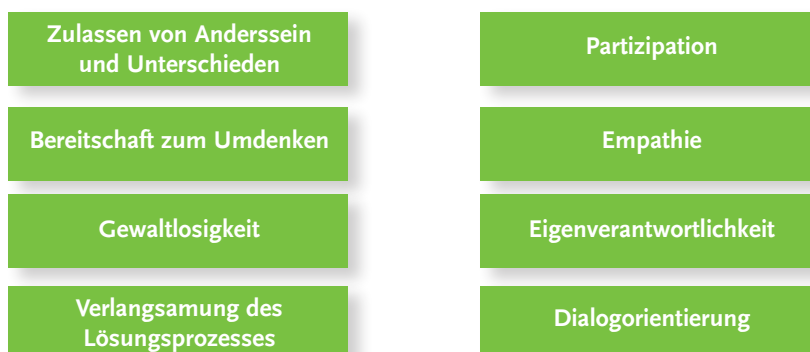 Zulassen von Anderssein
und Unterschieden
Partizipation
Bereitschaft zum Umdenken
Empathie
Gewaltlosigkeit
Eigenverantwortlichkeit
Verlangsamung des
Lösungsprozesses
Dialogorientierung